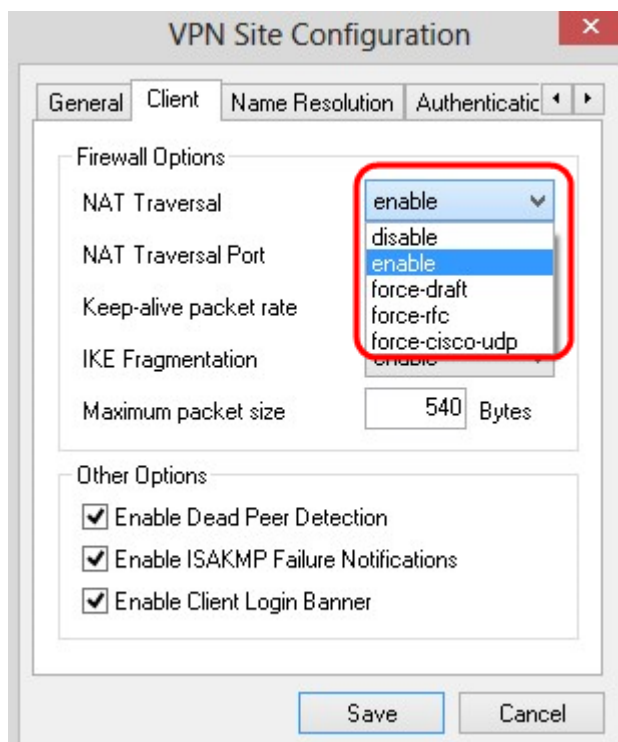 VPN Site Configuration
General Client Name Resolution Authenticatic
Firewall Options
NAT Traversal enable
disable
NAT Traversal Port
enable
force-draft
Keep-alive packet rate
force-rfc
force-cisco-udp
IKE Fragmentation enable
Maximum packet size 540 Bytes
Other Options
Enable Dead Peer Detection
Enable ISAKMP Failure Notifications
Enable Client Login Banner
Save Cancel